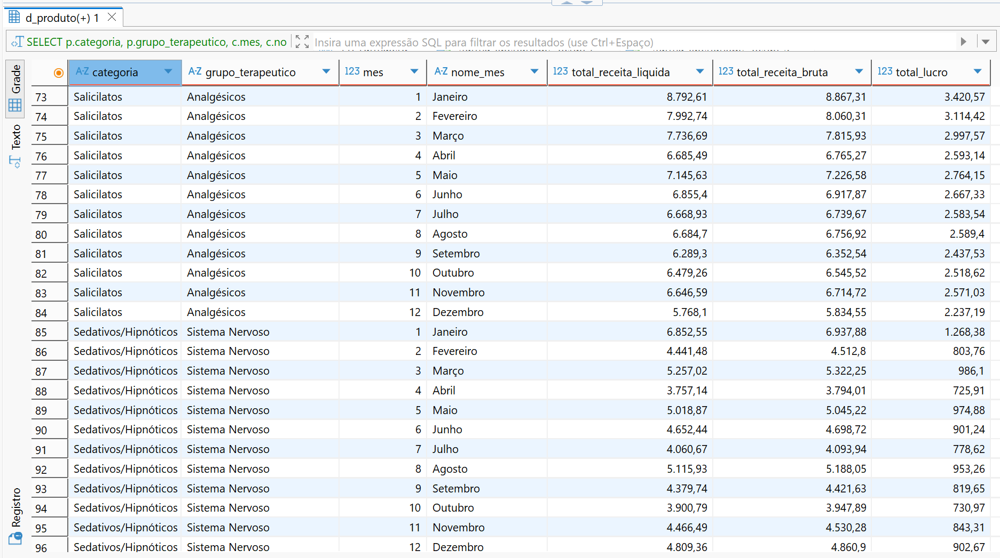 d_produto(+) 1
SELECT p.categoria, p.grupo_terapeutico, c.mes, c.no
Insira uma expressão SQL para filtrar os resultados (use Ctrl+Espaço)
Grade
Texto
Registro
A-Z categoria A-Z grupo_terapeutico 123 mes A-Z nome_mes 123 total_receita_liquida 123 total_receita_bruta 123 total_lucro
73 Salicilatos Analgésicos 1 Janeiro 8.792,61 8.867,31 3.420,57
74 Salicilatos Analgésicos 2 Fevereiro 7.992,74 8.060,31 3.114,42
75 Salicilatos Analgésicos 3 Março 7.736,69 7.815,93 2.997,57
76 Salicilatos Analgésicos 4 Abril 6.685,49 6.765,27 2.593,14
77 Salicilatos Analgésicos 5 Maio 7.145,63 7.226,58 2.764,15
78 Salicilatos Analgésicos 6 Junho 6.855,4 6.917,87 2.667,33
79 Salicilatos Analgésicos 7 Julho 6.668,93 6.739,67 2.583,54
80 Salicilatos Analgésicos 8 Agosto 6.684,7 6.756,92 2.589,4
81 Salicilatos Analgésicos 9 Setembro 6.289,3 6.352,54 2.437,53
82 Salicilatos Analgésicos 10 Outubro 6.479,26 6.545,52 2.518,62
83 Salicilatos Analgésicos 11 Novembro 6.646,59 6.714,72 2.571,03
84 Salicilatos Analgésicos 12 Dezembro 5.768,1 5.834,55 2.237,19
85 Sedativos/Hipnóticos Sistema Nervoso 1 Janeiro 6.852,55 6.937,88 1.268,38
86 Sedativos/Hipnóticos Sistema Nervoso 2 Fevereiro 4.441,48 4.512,8 803,76
87 Sedativos/Hipnóticos Sistema Nervoso 3 Março 5.257,02 5.322,25 986,1
88 Sedativos/Hipnóticos Sistema Nervoso 4 Abril 3.757,14 3.794,01 725,91
89 Sedativos/Hipnóticos Sistema Nervoso 5 Maio 5.018,87 5.045,22 974,88
90 Sedativos/Hipnóticos Sistema Nervoso 6 Junho 4.652,44 4.698,72 901,24
91 Sedativos/Hipnóticos Sistema Nervoso 7 Julho 4.060,67 4.093,94 778,62
92 Sedativos/Hipnóticos Sistema Nervoso 8 Agosto 5.115,93 5.188,05 953,26
93 Sedativos/Hipnóticos Sistema Nervoso 9 Setembro 4.379,74 4.421,63 819,65
94 Sedativos/Hipnóticos Sistema Nervoso 10 Outubro 3.900,79 3.947,89 730,97
95 Sedativos/Hipnóticos Sistema Nervoso 11 Novembro 4.466,49 4.530,28 843,31
96 Sedativos/Hipnóticos Sistema Nervoso 12 Dezembro 4.809,36 4.860,9 902,67